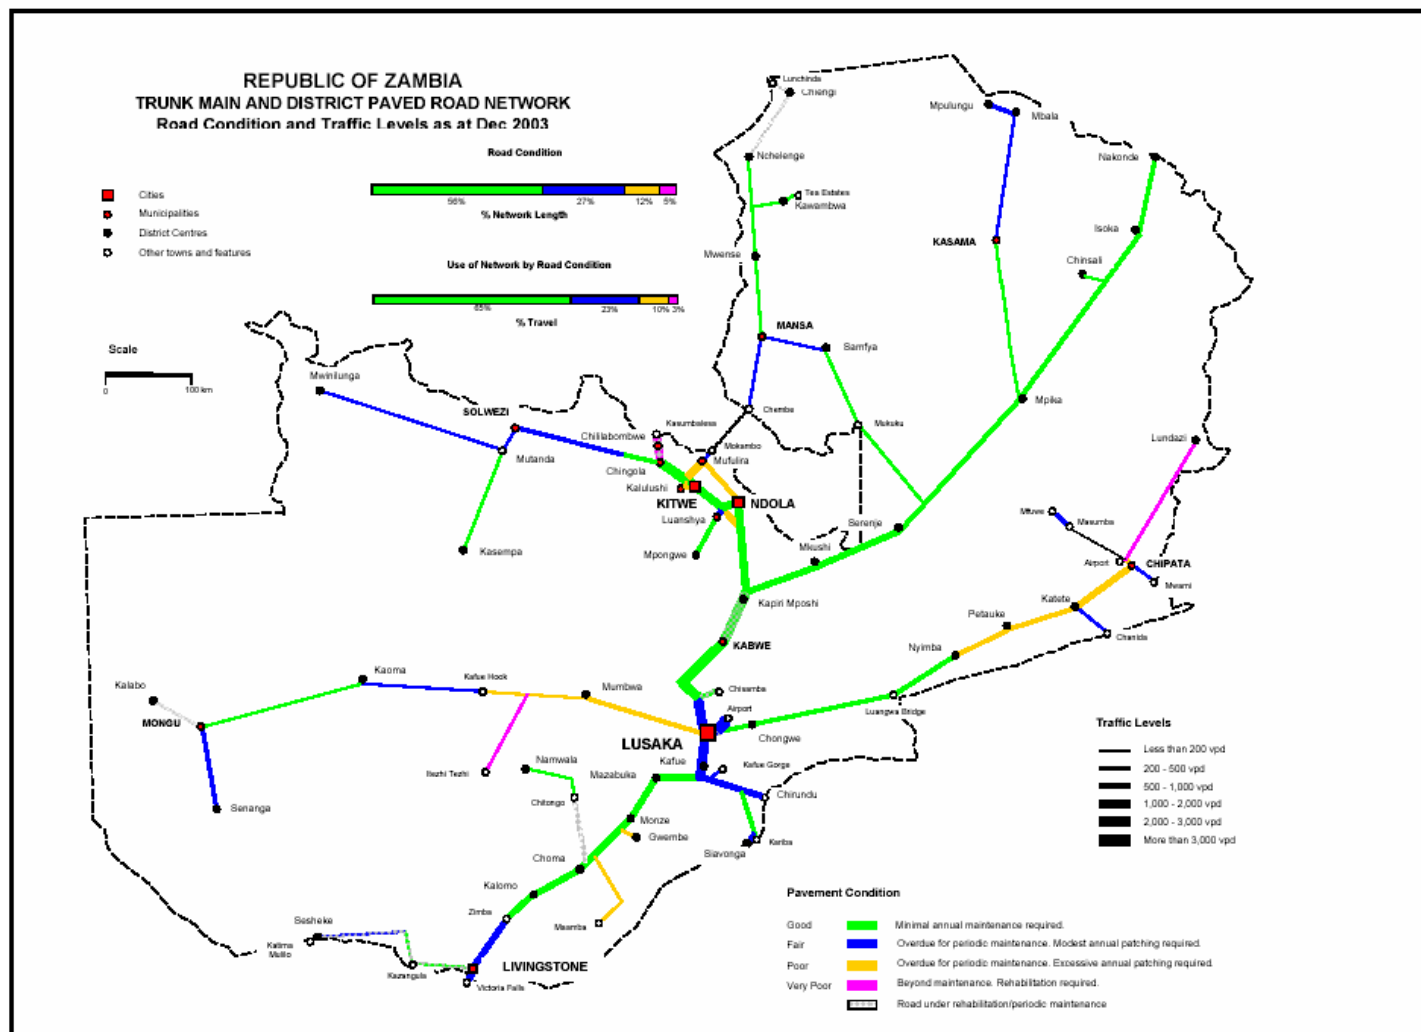 REPUBLIC OF ZAMBIA
TRUNK MAIN AND DISTRICT PAVED ROAD NETWORK
Road Condition and Traffic Levels as at Dec 2003
Road Condition
56% 27% 12% 5%
% Network Length
Use of Network by Road Condition
65% 23% 10% 3%
% Travel
Cities
Municipalities
District Centres
Other towns and features
Scale
0 100 km
Lunchinda
Chiengi
Mpulungu
Mbala
Nchelenge
Nakonde
Tea Estates
Kawambwa
Isoka
KASAMA
Mwense
Chinsali
MANSA
Samfya
Mwinilunga
Mpika
SOLWEZI
Chembe
Kasumbalesa
Mukuku
Chililabombwe
Mokambo
Lundazi
Mutanda
Mufulira
Chingola
Kalulushi
KITWE
NDOLA
Luanshya
Serenje
Mfuwe
Masumba
Kasempa
Mpongwe
Mkushi
Airport
CHIPATA
Mwami
Kapiri Mposhi
Katete
Petauke
Chanida
KABWE
Nyimba
Kaoma
Kafue Hook
Mumbwa
Kalabo
Chisamba
Airport
Luangwa Bridge
MONGU
LUSAKA
Chongwe
Namwala
Kafue
Kafue Gorge
Itezhi Tezhi
Mazabuka
Chirundu
Senanga
Chitongo
Monze
Gwembe
Kariba
Siavonga
Choma
Kalomo
Zimba
Maamba
Sesheke
Katima
Mulilo
Kazangula
LIVINGSTONE
Victoria Falls
Traffic Levels
Less than 200 vpd
200 - 500 vpd
500 - 1,000 vpd
1,000 - 2,000 vpd
2,000 - 3,000 vpd
More than 3,000 vpd
Pavement Condition
Good Minimal annual maintenance required.
Fair Overdue for periodic maintenance. Modest annual patching required.
Poor Overdue for periodic maintenance. Excessive annual patching required.
Very Poor Beyond maintenance. Rehabilitation required.
Road under rehabilitation/periodic maintenance